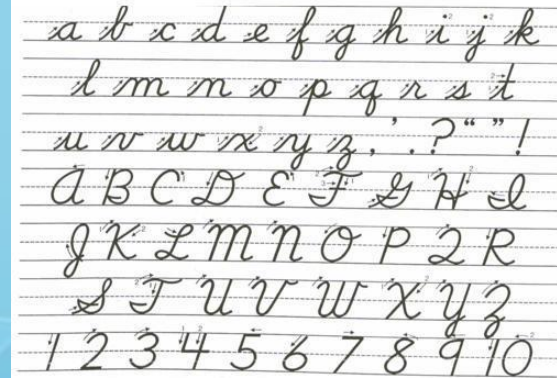 a b c d e f g h i j k
l m n o p q r s t
u v w x y z , ' . ? “ ” !
A B C D E F G H I
J K L M N O P Q R
S T U V W X Y Z
1 2 3 4 5 6 7 8 9 10